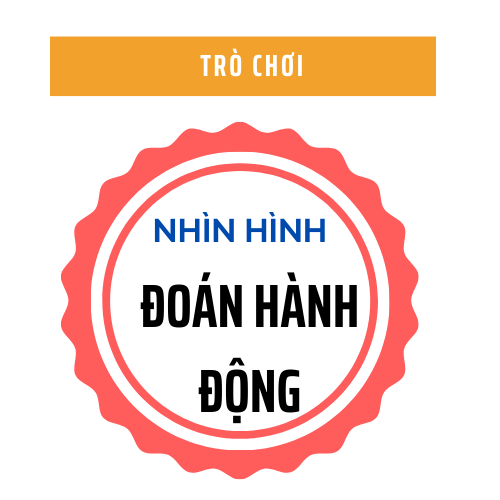 TRÒ CHƠI
NHÌN HÌNH
ĐOÁN HÀNH
ĐỘNG